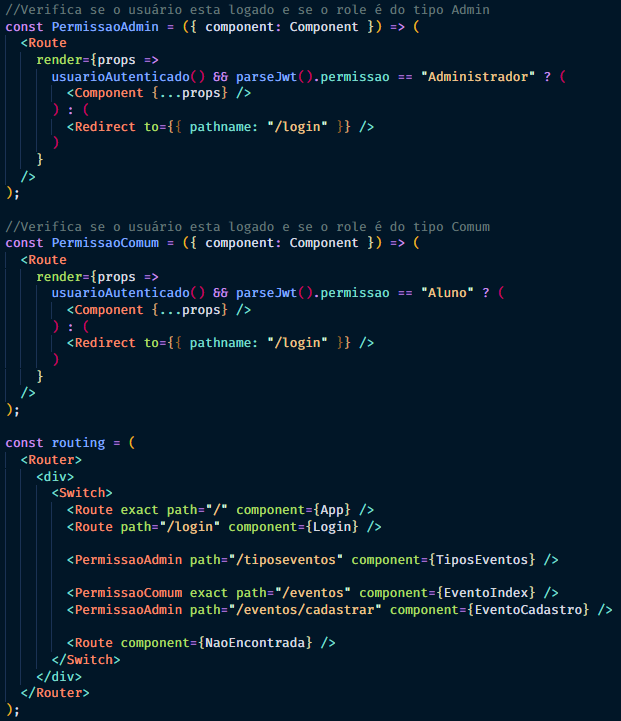 //Verifica se o usuário esta logado e se o role é do tipo Admin
const PermissaoAdmin = ({ component: Component }) => (
  <Route
    render={props =>
      usuarioAutenticado() && parseJwt().permissao == "Administrador" ? (
        <Component {...props} />
      ) : (
        <Redirect to={{ pathname: "/login" }} />
      )
    }
  />
);

//Verifica se o usuário esta logado e se o role é do tipo Comum
const PermissaoComum = ({ component: Component }) => (
  <Route
    render={props =>
      usuarioAutenticado() && parseJwt().permissao == "Aluno" ? (
        <Component {...props} />
      ) : (
        <Redirect to={{ pathname: "/login" }} />
      )
    }
  />
);

const routing = (
  <Router>
    <div>
      <Switch>
        <Route exact path="/" component={App} />
        <Route path="/login" component={Login} />

        <PermissaoAdmin path="/tiposeventos" component={TiposEventos} />

        <PermissaoComum exact path="/eventos" component={EventoIndex} />
        <PermissaoAdmin path="/eventos/cadastrar" component={EventoCadastro} />

        <Route component={NaoEncontrada} />
      </Switch>
    </div>
  </Router>
);